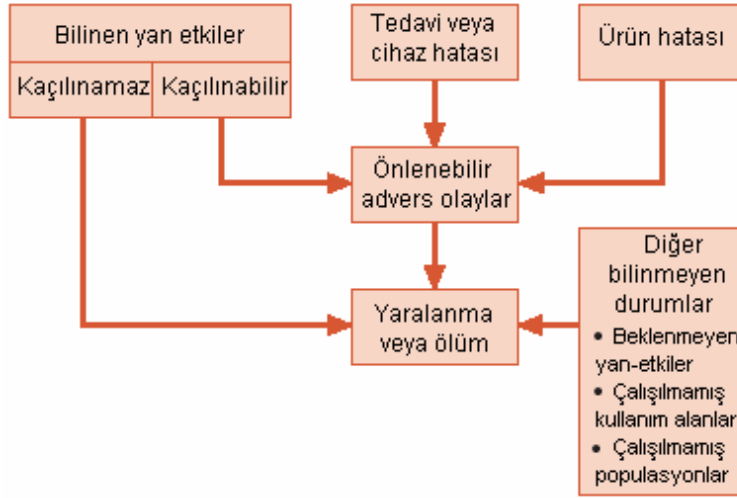 Bilinen yan etkiler
Kaçılınamaz
Kaçılınabilir
Tedavi veya
cihaz hatası
Ürün hatası
Önlenebilir
advers olaylar
Yaralanma
veya ölüm
Diğer
bilinmeyen
durumlar
• Beklenmeyen
yan-etkiler
• Çalışılmamış
kullanım alanlar
• Çalışılmamış
populasyonlar